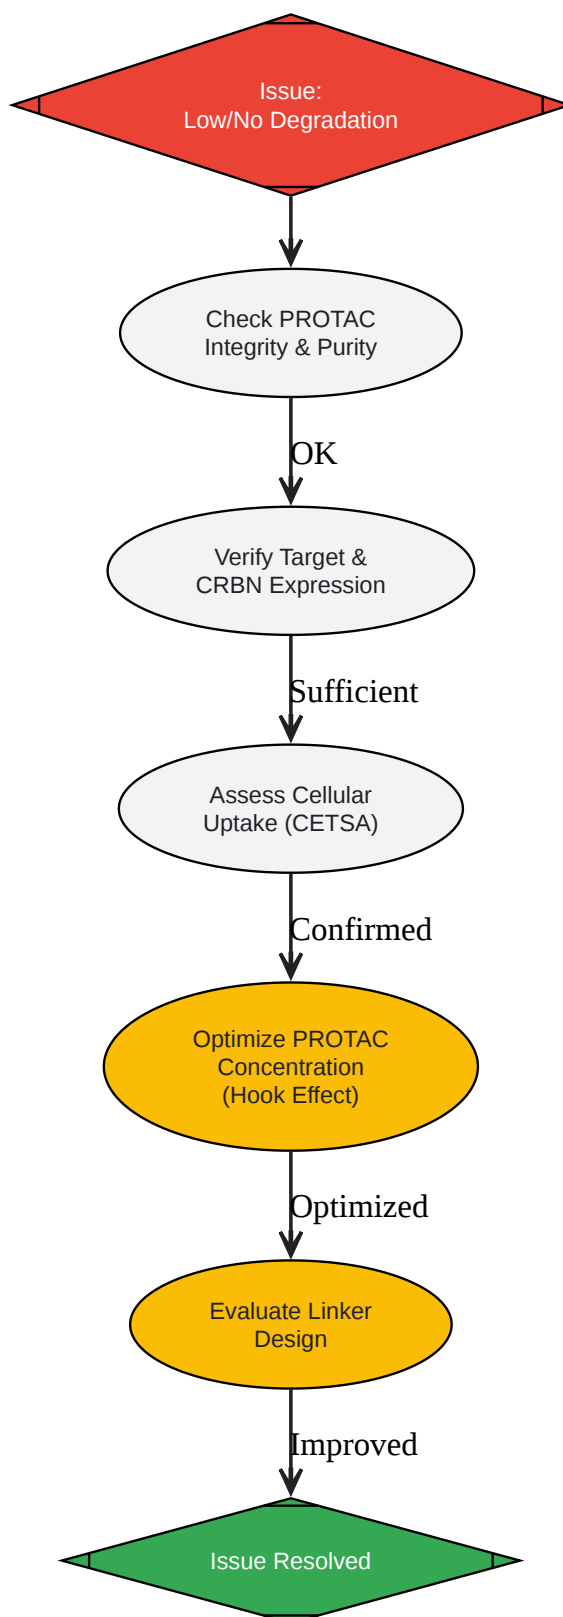 Issue:
Low/No Degradation
Check PROTAC
Integrity & Purity
OK
Verify Target &
CRBN Expression
Sufficient
Assess Cellular
Uptake (CETSA)
Confirmed
Optimize PROTAC
Concentration
(Hook Effect)
Optimized
Evaluate Linker
Design
Improved
Issue Resolved